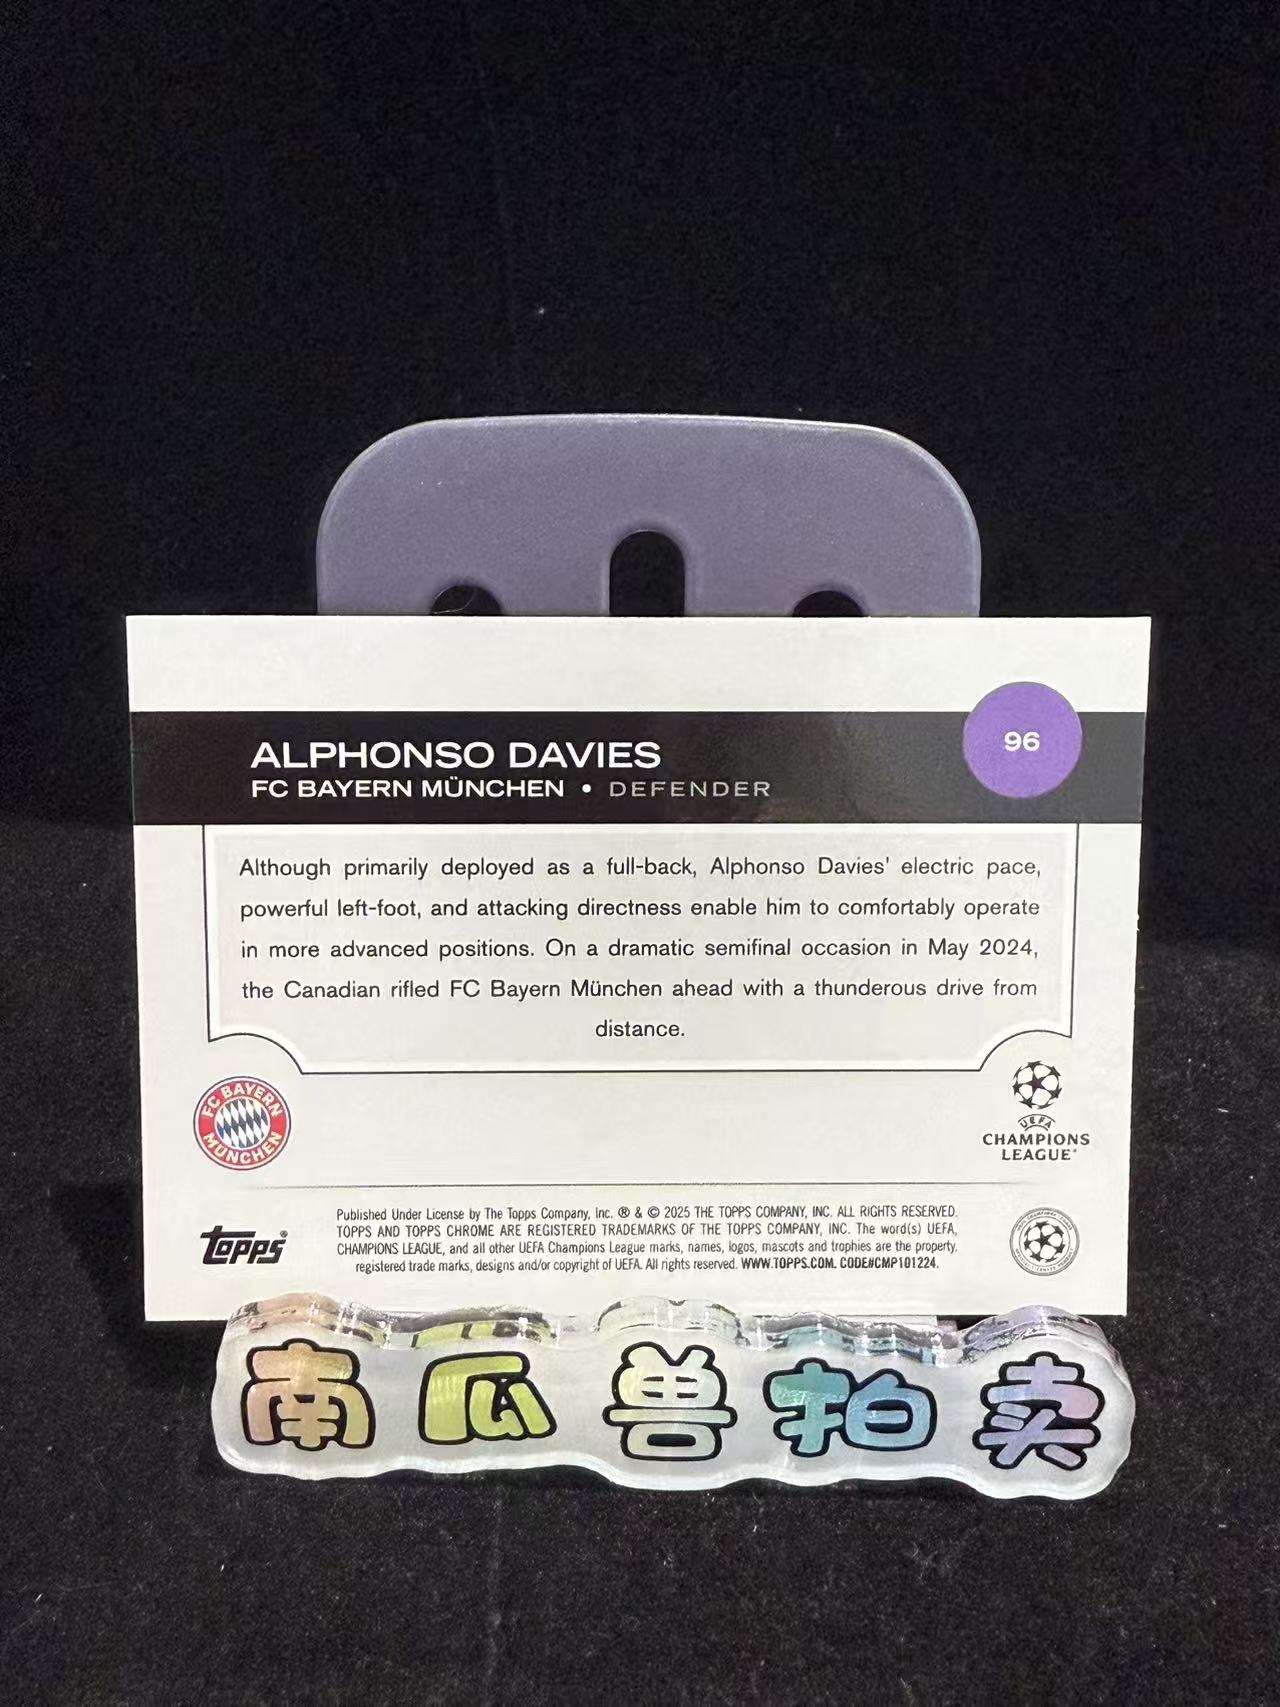 96
ALPHONSO DAVIES
FC BAYERN MÜNCHEN • DEFENDER
Although primarily deployed as a full-back, Alphonso Davies' electric pace,
powerful left-foot, and attacking directness enable him to comfortably operate
in more advanced positions. On a dramatic semifinal occasion in May 2024,
the Canadian rifled FC Bayern München ahead with a thunderous drive from
distance.
FC BAYERN
MÜNCHEN
UEFA
CHAMPIONS
LEAGUE®
topps®
Published Under License by The Topps Company, Inc. ® & © 2025 THE TOPPS COMPANY, INC. ALL RIGHTS RESERVED.
TOPPS AND TOPPS CHROME ARE REGISTERED TRADEMARKS OF THE TOPPS COMPANY, INC. The word(s) UEFA,
CHAMPIONS LEAGUE, and all other UEFA Champions League marks, names, logos, mascots and trophies are the property,
registered trade marks, designs and/or copyright of UEFA. All rights reserved. WWW.TOPPS.COM. CODE#CMP101224.
南瓜兽拍卖